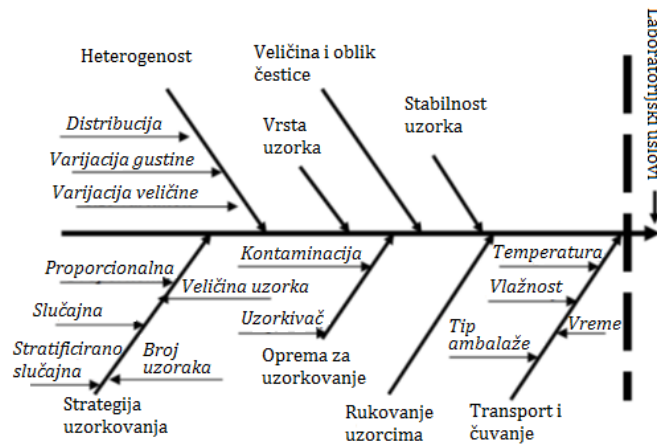 Heterogenost
Veličina i oblik
čestice
Stabilnost
uzorka
Vrsta
uzorka
Distribucija
Varijacija gustine
Varijacija veličine
Laboratorijski uslovi
Proporcionalna
Slučajna
Stratificirano
slučajna
Veličina uzorka
Broj
uzoraka
Strategija
uzorkovanja
Kontaminacija
Uzorkivač
Oprema za
uzorkovanje
Rukovanje
uzorcima
Temperatura
Vlažnost
Vreme
Tip
ambalaže
Transport i
čuvanje